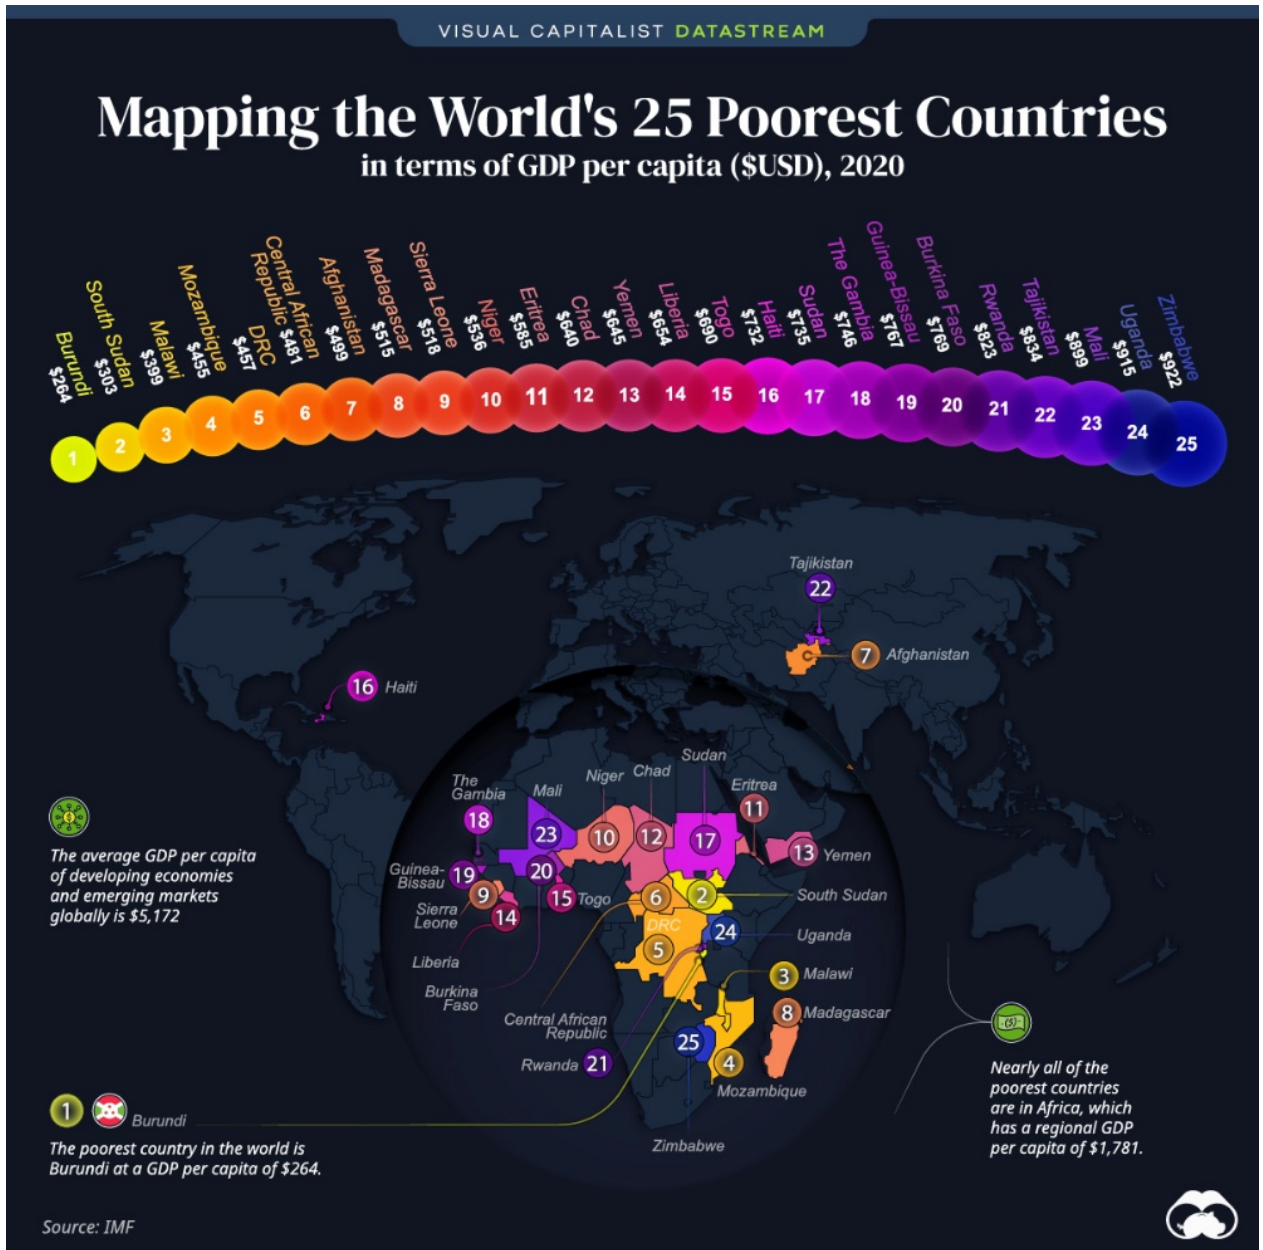 VISUAL CAPITALIST DATASTREAM
Mapping the World's 25 Poorest Countries
in terms of GDP per capita ($USD), 2020
Burundi
$264
South Sudan
$303
Malawi
$399
Mozambique
$455
DRC
$457
Central African
Republic $481
Afghanistan
$499
Madagascar
$515
Sierra Leone
$518
Niger
$536
Eritrea
$585
Chad
$640
Yemen
$645
Liberia
$654
Togo
$690
Haiti
$732
Sudan
$735
The Gambia
$746
Guinea-Bissau
$767
Burkina Faso
$769
Rwanda
$823
Tajikistan
$834
Mali
$899
Uganda
$915
Zimbabwe
$922
1 2 3 4 5 6 7 8 9 10 11 12 13 14 15 16 17 18 19 20 21 22 23 24 25
Tajikistan
22
7 Afghanistan
16 Haiti
Sudan
17
Chad
12
Niger
10
Eritrea
11
The
Gambia
18
Mali
23
13 Yemen
Guinea-
Bissau
19
20
Sierra
Leone
9
15 Togo
6
2
South Sudan
14
Liberia
DRC
5
24
Uganda
3 Malawi
Burkina
Faso
8 Madagascar
Central African
Republic
25
Rwanda 21
4
Mozambique
Zimbabwe
The average GDP per capita
of developing economies
and emerging markets
globally is $5,172
Nearly all of the
poorest countries
are in Africa, which
has a regional GDP
per capita of $1,781.
1 Burundi
The poorest country in the world is
Burundi at a GDP per capita of $264.
Source: IMF